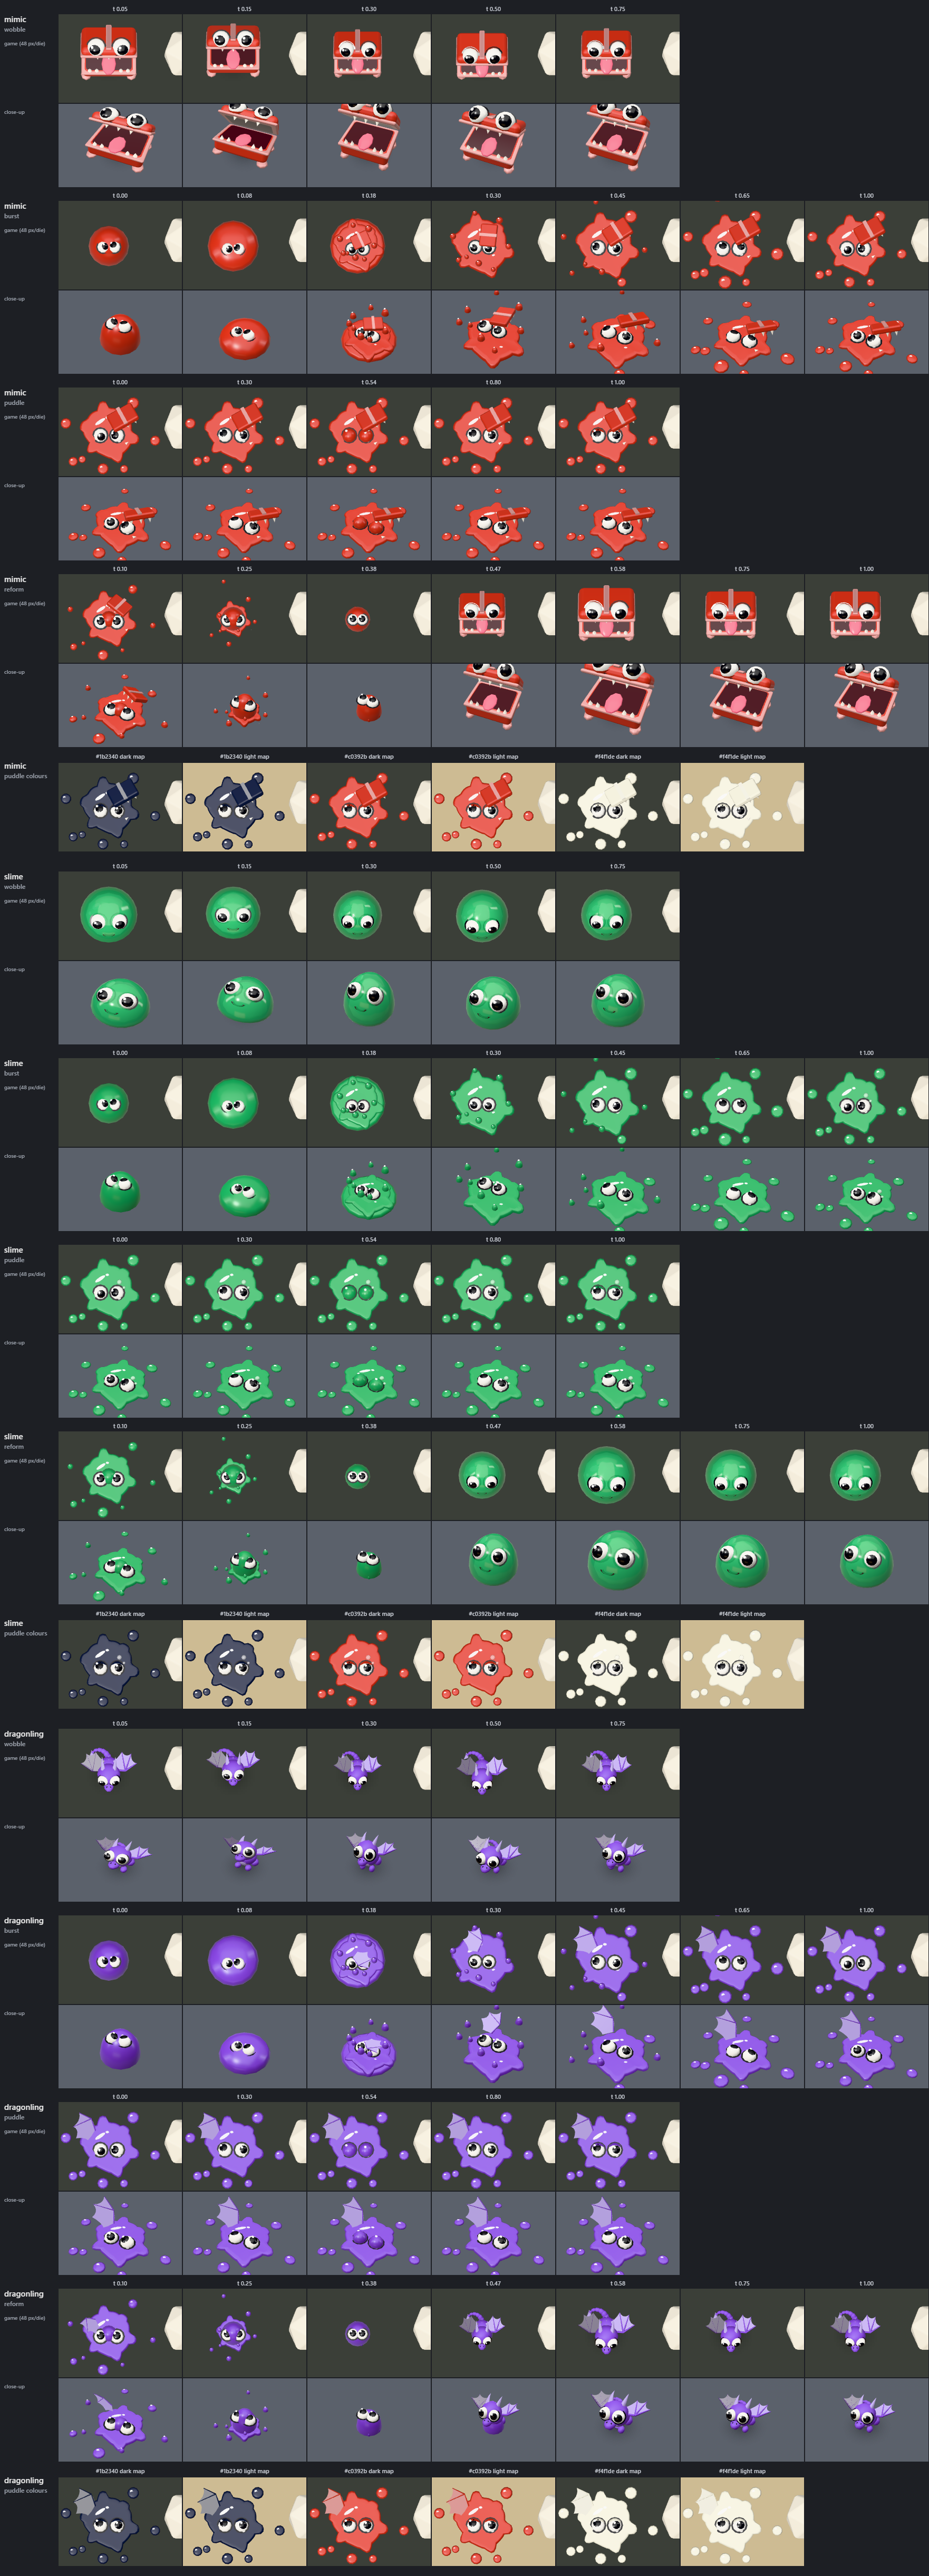 t 0.05 t 0.15 t 0.30 t 0.50 t 0.75
mimic
wobble
game (48 px/die)
close-up
t 0.00 t 0.08 t 0.18 t 0.30 t 0.45 t 0.65 t 1.00
mimic
burst
game (48 px/die)
close-up
t 0.00 t 0.30 t 0.54 t 0.80 t 1.00
mimic
puddle
game (48 px/die)
close-up
t 0.10 t 0.25 t 0.38 t 0.47 t 0.58 t 0.75 t 1.00
mimic
reform
game (48 px/die)
close-up
#1b2340 dark map #1b2340 light map #c0392b dark map #c0392b light map #f4f1de dark map #f4f1de light map
mimic
puddle colours
t 0.05 t 0.15 t 0.30 t 0.50 t 0.75
slime
wobble
game (48 px/die)
close-up
t 0.00 t 0.08 t 0.18 t 0.30 t 0.45 t 0.65 t 1.00
slime
burst
game (48 px/die)
close-up
t 0.00 t 0.30 t 0.54 t 0.80 t 1.00
slime
puddle
game (48 px/die)
close-up
t 0.10 t 0.25 t 0.38 t 0.47 t 0.58 t 0.75 t 1.00
slime
reform
game (48 px/die)
close-up
#1b2340 dark map #1b2340 light map #c0392b dark map #c0392b light map #f4f1de dark map #f4f1de light map
slime
puddle colours
t 0.05 t 0.15 t 0.30 t 0.50 t 0.75
dragonling
wobble
game (48 px/die)
close-up
t 0.00 t 0.08 t 0.18 t 0.30 t 0.45 t 0.65 t 1.00
dragonling
burst
game (48 px/die)
close-up
t 0.00 t 0.30 t 0.54 t 0.80 t 1.00
dragonling
puddle
game (48 px/die)
close-up
t 0.10 t 0.25 t 0.38 t 0.47 t 0.58 t 0.75 t 1.00
dragonling
reform
game (48 px/die)
close-up
#1b2340 dark map #1b2340 light map #c0392b dark map #c0392b light map #f4f1de dark map #f4f1de light map
dragonling
puddle colours